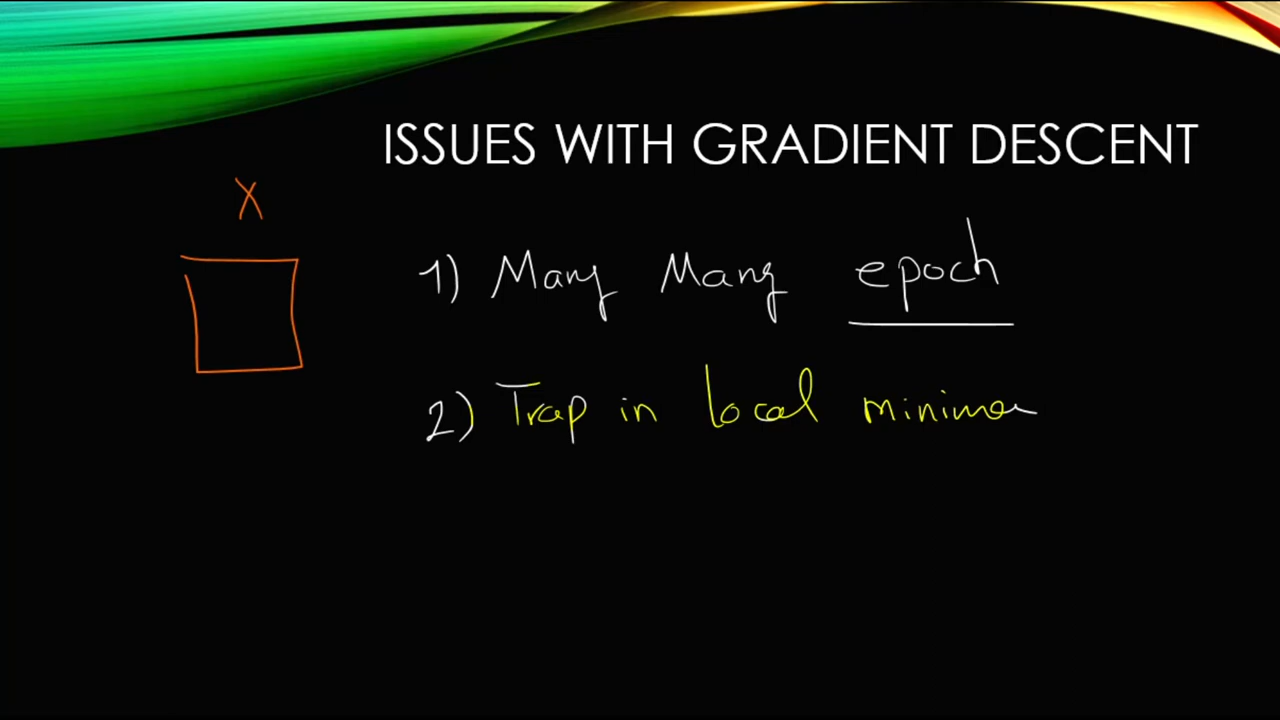 ISSUES WITH GRADIENT DESCENT
X
1) Many Many epoch
2) Trap in local minima